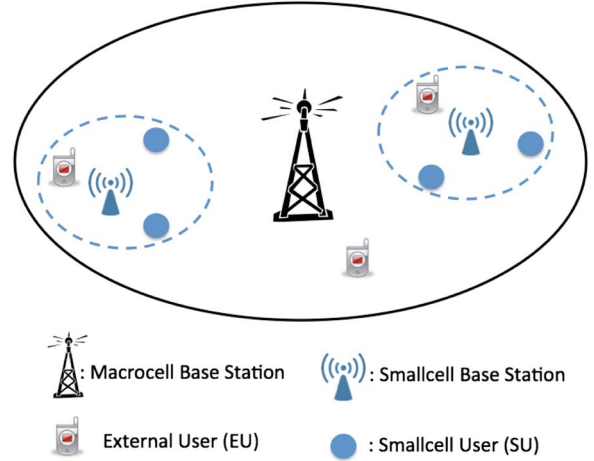 : Macrocell Base Station
: Smallcell Base Station
External User (EU)
: Smallcell User (SU)